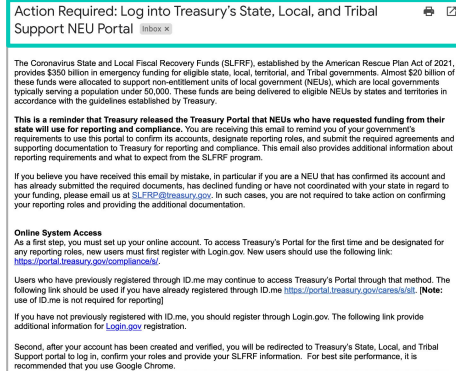 Action Required: Log into Treasury's State, Local, and Tribal
Support NEU Portal Inbox ×
The Coronavirus State and Local Fiscal Recovery Funds (SLFRF), established by the American Rescue Plan Act of 2021,
provides $350 billion in emergency funding for eligible state, local, territorial, and Tribal governments. Almost $20 billion of
these funds were allocated to support non-entitlement units of local government (NEUs), which are local governments
typically serving a population under 50,000. These funds are being delivered to eligible NEUs by states and territories in
accordance with the guidelines established by Treasury.
This is a reminder that Treasury released the Treasury Portal that NEUs who have requested funding from their
state will use for reporting and compliance. You are receiving this email to remind you of your government's
requirements to use this portal to confirm its accounts, designate reporting roles, and submit the required agreements and
supporting documentation to Treasury for reporting and compliance. This email also provides additional information about
reporting requirements and what to expect from the SLFRF program.
If you believe you have received this email by mistake, in particular if you are a NEU that has confirmed its account and
has already submitted the required documents, has declined funding or have not coordinated with your state in regard to
your funding, please email us at SLFRP@treasury.gov. In such cases, you are not required to take action on confirming
your reporting roles and providing the additional documentation.
Online System Access
As a first step, you must set up your online account. To access Treasury's Portal for the first time and be designated for
any reporting roles, new users must first register with Login.gov. New users should use the following link:
https://portal.treasury.gov/compliance/s/.
Users who have previously registered through ID.me may continue to access Treasury's Portal through that method. The
following link should be used if you have already registered through ID.me https://portal.treasury.gov/cares/s/slt. [Note:
use of ID.me is not required for reporting]
If you have not previously registered with ID.me, you should register through Login.gov. The following link provide
additional information for Login.gov registration.
Second, after your account has been created and verified, you will be redirected to Treasury's State, Local, and Tribal
Support portal to log in, confirm your roles and provide your SLFRF information. For best site performance, it is
recommended that you use Google Chrome.